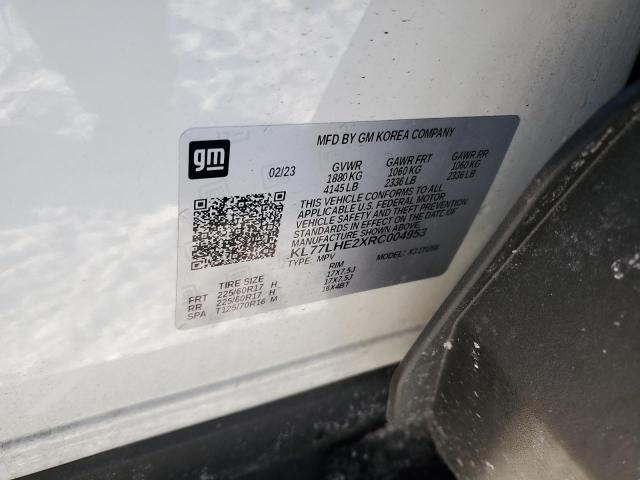 gm
MFD BY GM KOREA COMPANY
02/23 GVWR GAWR FRT GAWR RR
1880 KG 1060 KG 1060 KG
4145 LB 2336 LB 2336 LB
THIS VEHICLE CONFORMS TO ALL
APPLICABLE U.S. FEDERAL MOTOR
VEHICLE SAFETY AND THEFT PREVENTION
STANDARDS IN EFFECT ON THE DATE OF
MANUFACTURE SHOWN ABOVE.
KL77LHE2XRC004953
TYPE: MPV MODEL:
TIRE SIZE RIM
FRT 225/60R17 H 17X7.5J
RR 225/60R17 H 17X7.5J
SPA T125/70R16 M 16X4BT